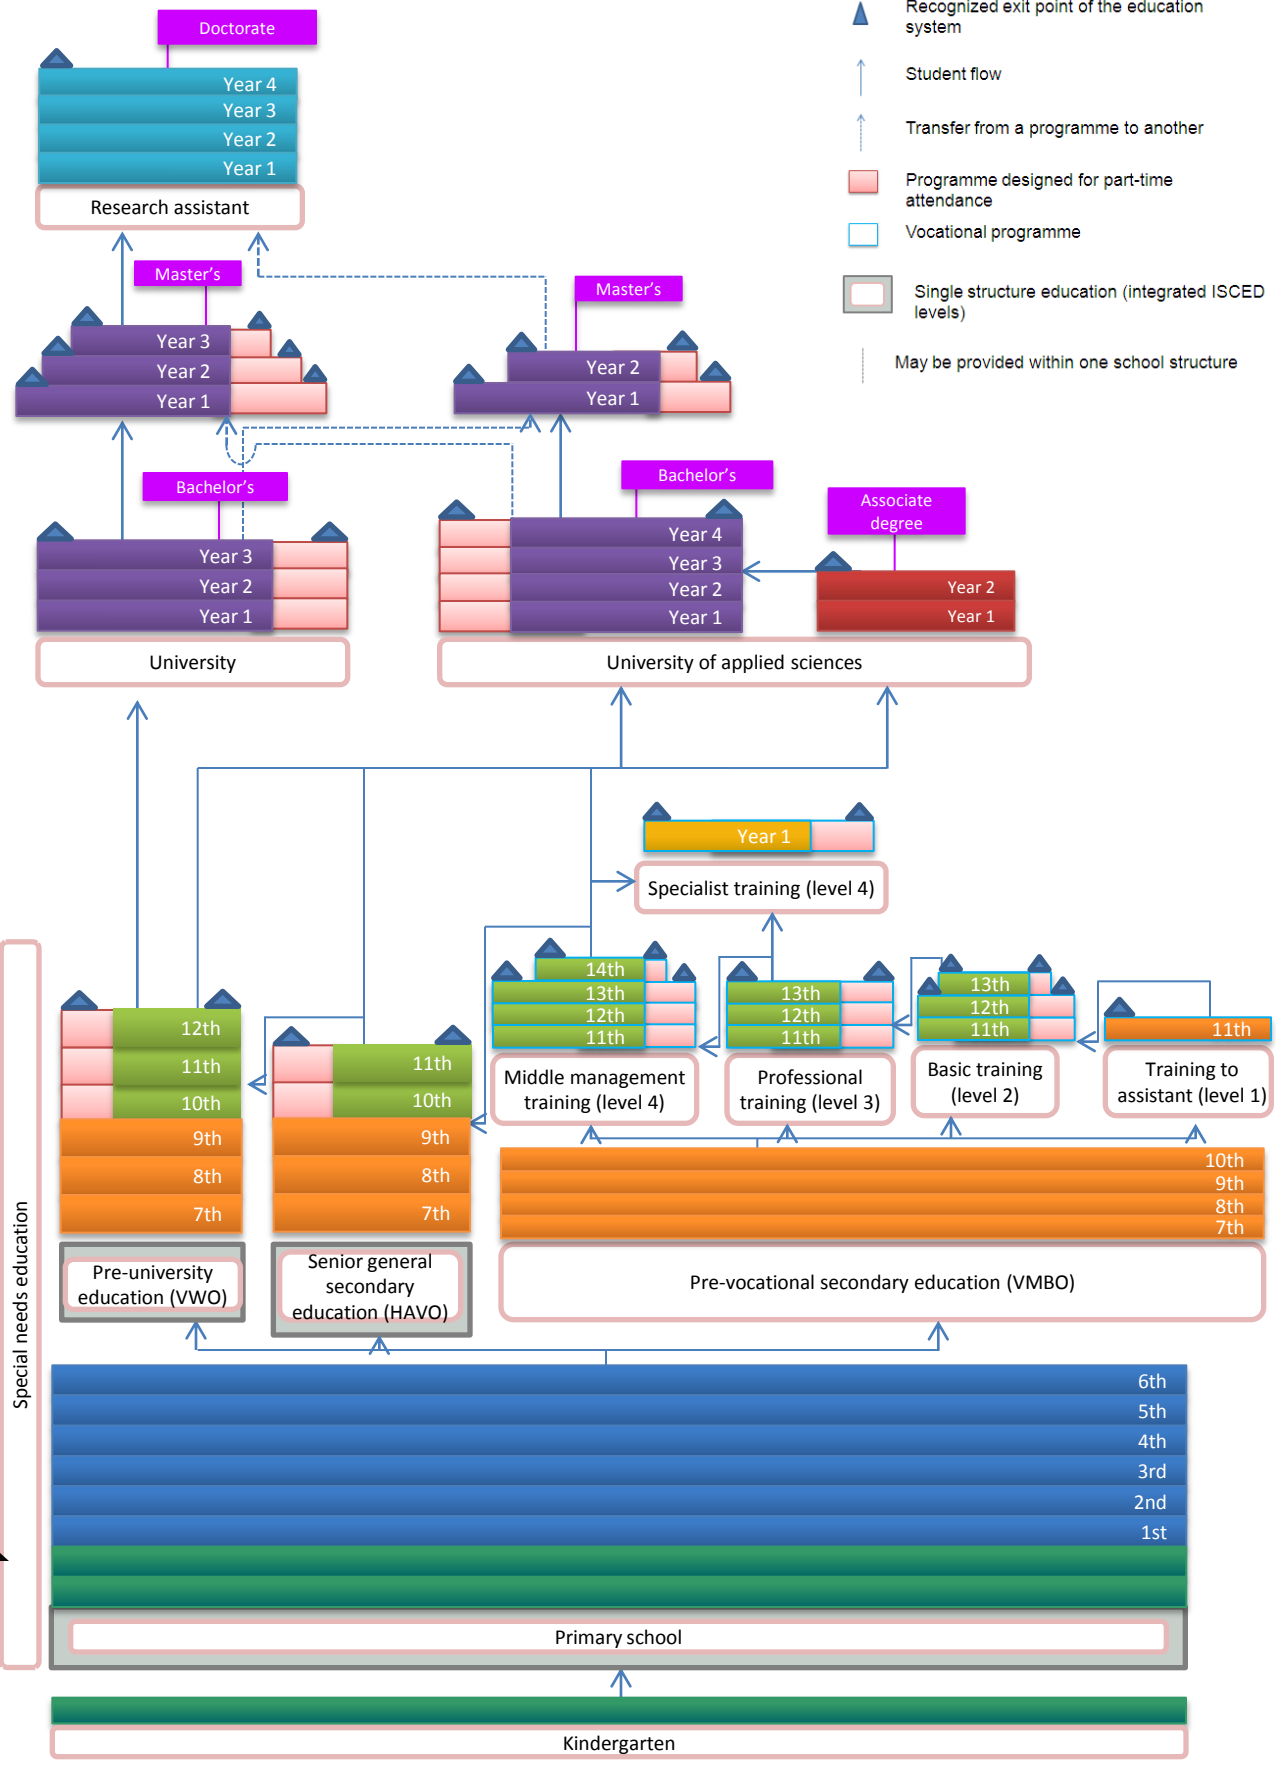 Recognized exit point of the education
system
Student flow
Transfer from a programme to another
Programme designed for part-time
attendance
Vocational programme
Single structure education (integrated ISCED
levels)
May be provided within one school structure
Doctorate
Year 4
Year 3
Year 2
Year 1
Research assistant
Master's
Year 3
Year 2
Year 1
Master's
Year 2
Year 1
Bachelor's
Year 3
Year 2
Year 1
University
Bachelor's
Year 4
Year 3
Year 2
Year 1
Associate
degree
Year 2
Year 1
University of applied sciences
Year 1
Specialist training (level 4)
14th
13th
12th
11th
Middle management
training (level 4)
13th
12th
11th
Professional
training (level 3)
13th
12th
11th
Basic training
(level 2)
11th
Training to
assistant (level 1)
12th
11th
10th
9th
8th
7th
Pre-university
education (VWO)
11th
10th
9th
8th
7th
Senior general
secondary
education (HAVO)
10th
9th
8th
7th
Pre-vocational secondary education (VMBO)
Special needs education
6th
5th
4th
3rd
2nd
1st
Primary school
Kindergarten